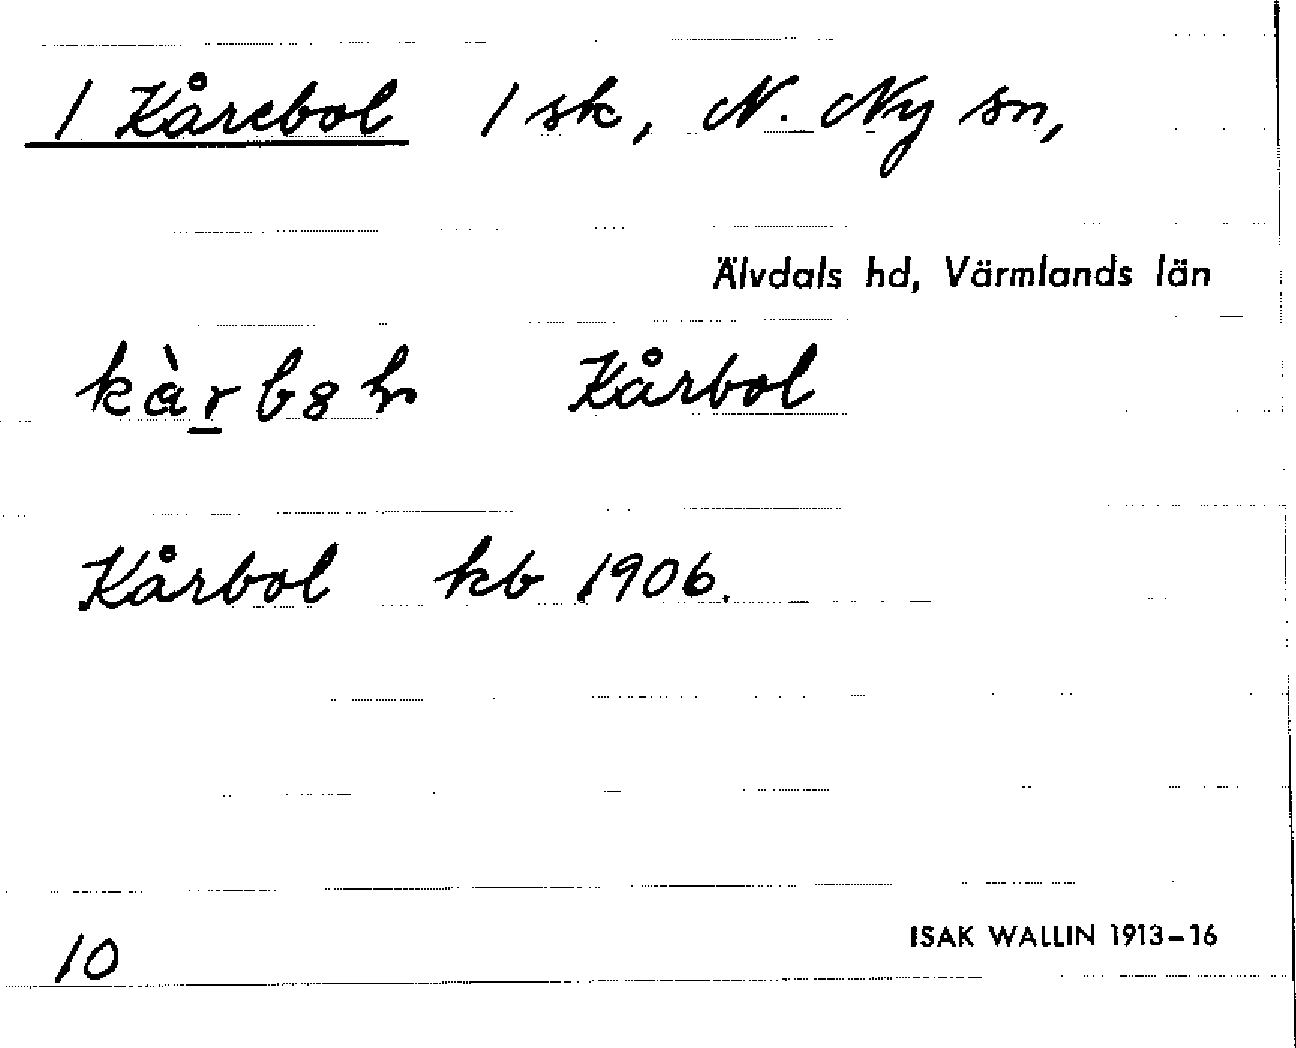 1 Kårebol 1 sk, N. Ny sn,
Älvdals hd, Värmlands län
Kårbol
Kårbol kb 1906.
10
ISAK WALLIN 1913-16